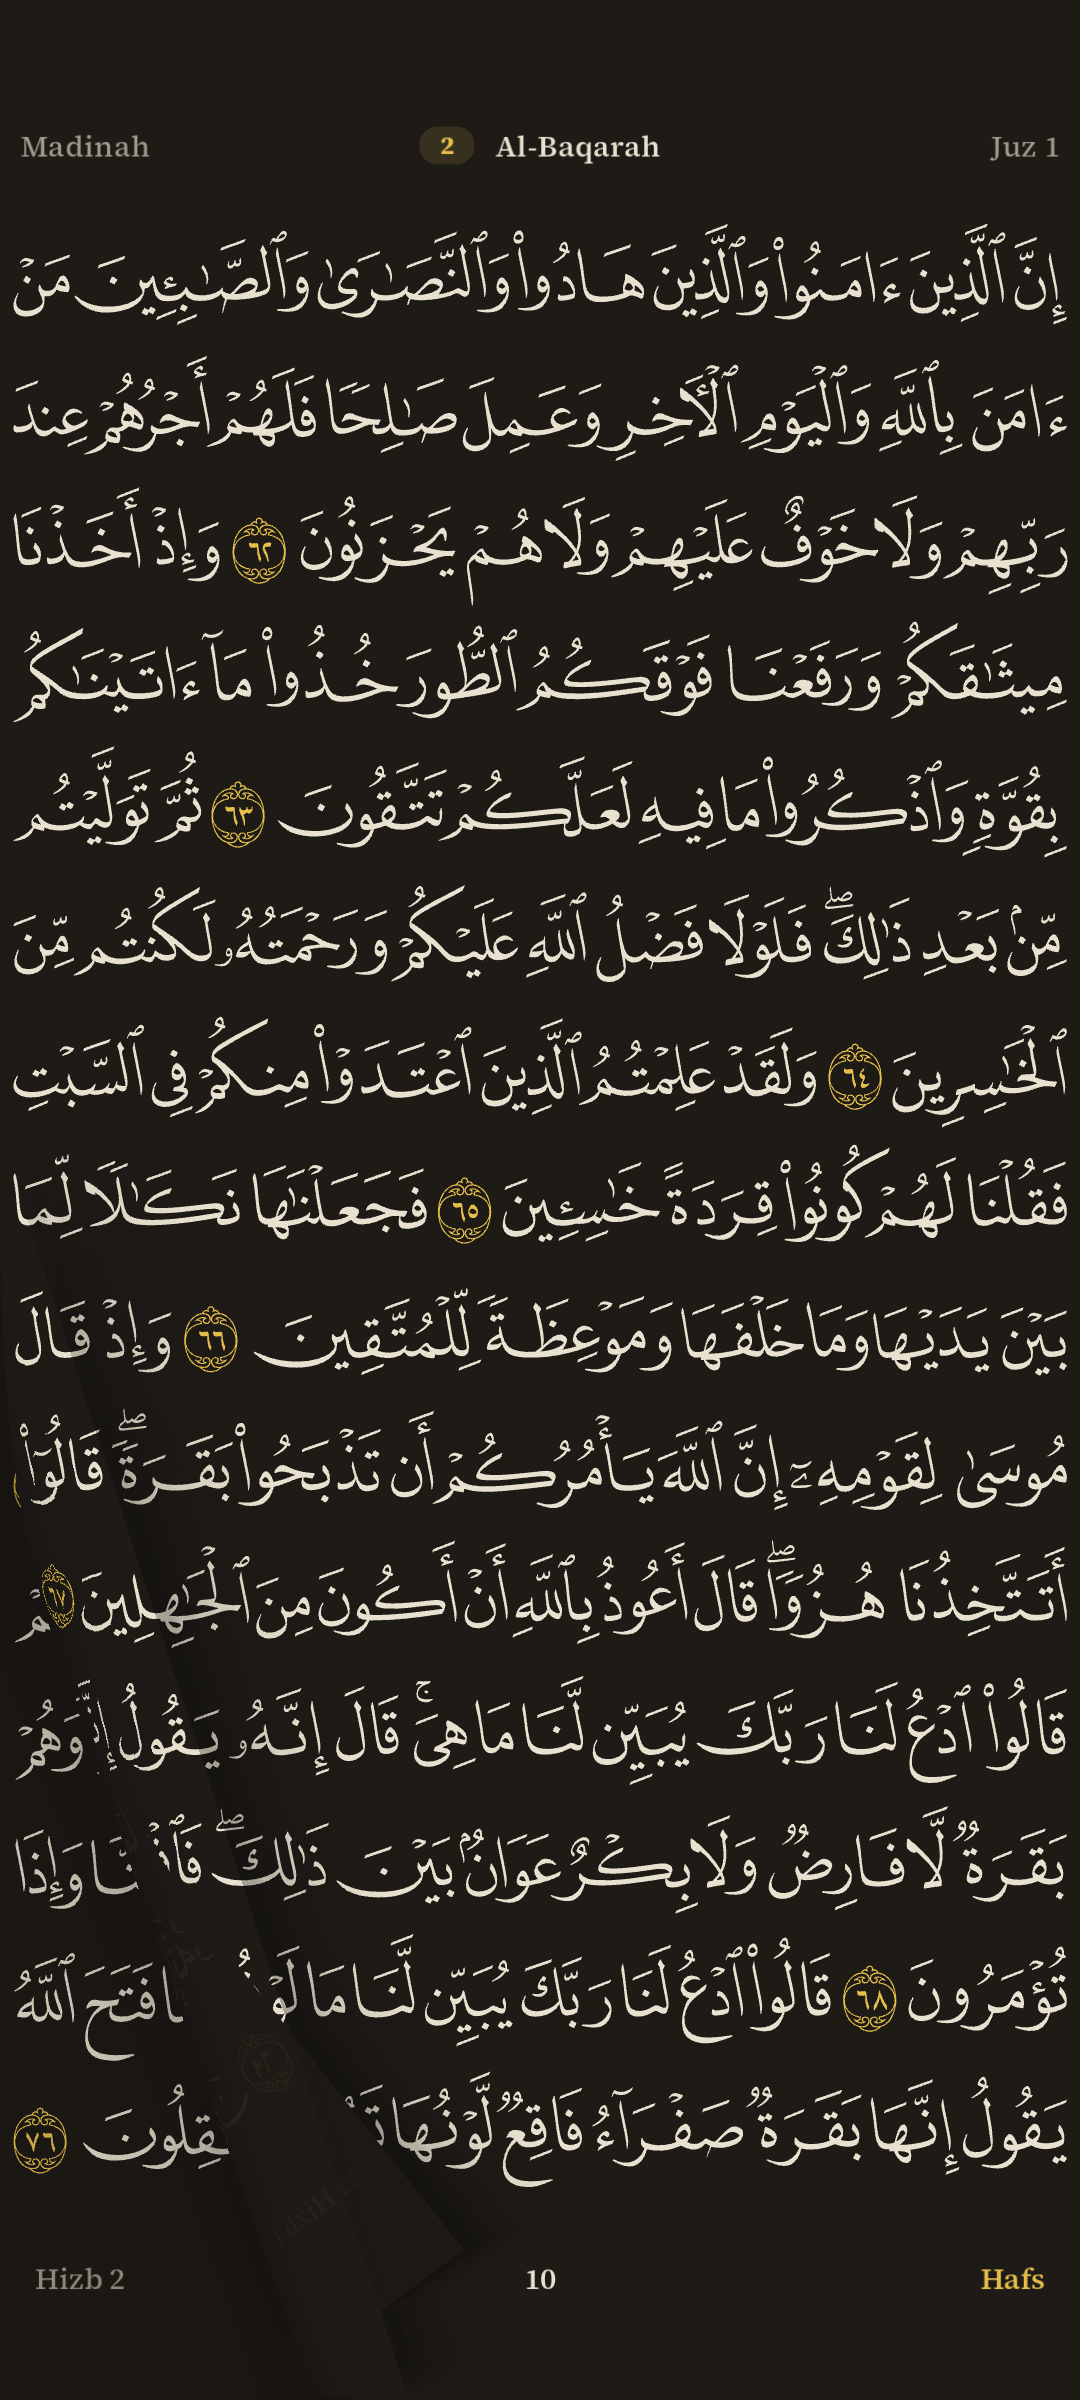 Madinah 2 Al-Baqarah Juz 1
إِنَّ ٱلَّذِينَ ءَامَنُوا۟ وَٱلَّذِينَ هَادُوا۟ وَٱلنَّصَـٰرَىٰ وَٱلصَّـٰبِـِٔينَ مَنْ
ءَامَنَ بِٱللَّهِ وَٱلْيَوْمِ ٱلْـَٔاخِرِ وَعَمِلَ صَـٰلِحًا فَلَهُمْ أَجْرُهُمْ عِندَ
رَبِّهِمْ وَلَا خَوْفٌ عَلَيْهِمْ وَلَا هُمْ يَحْزَنُونَ ٦٢ وَإِذْ أَخَذْنَا
مِيثَـٰقَكُمْ وَرَفَعْنَا فَوْقَكُمُ ٱلطُّورَ خُذُوا۟ مَآ ءَاتَيْنَـٰكُم
بِقُوَّةٍ وَٱذْكُرُوا۟ مَا فِيهِ لَعَلَّكُمْ تَتَّقُونَ ٦٣ ثُمَّ تَوَلَّيْتُم
مِّنۢ بَعْدِ ذَٰلِكَ ۖ فَلَوْلَا فَضْلُ ٱللَّهِ عَلَيْكُمْ وَرَحْمَتُهُۥ لَكُنتُم مِّنَ
ٱلْخَـٰسِرِينَ ٦٤ وَلَقَدْ عَلِمْتُمُ ٱلَّذِينَ ٱعْتَدَوْا۟ مِنكُمْ فِى ٱلسَّبْتِ
فَقُلْنَا لَهُمْ كُونُوا۟ قِرَدَةً خَـٰسِـِٔينَ ٦٥ فَجَعَلْنَـٰهَا نَكَـٰلًا لِّمَا
بَيْنَ يَدَيْهَا وَمَا خَلْفَهَا وَمَوْعِظَةً لِّلْمُتَّقِينَ ٦٦ وَإِذْ قَالَ
مُوسَىٰ لِقَوْمِهِۦٓ إِنَّ ٱللَّهَ يَأْمُرُكُمْ أَن تَذْبَحُوا۟ بَقَرَةً ۖ قَالُوٓا۟
أَتَتَّخِذُنَا هُزُوًا ۖ قَالَ أَعُوذُ بِٱللَّهِ أَنْ أَكُونَ مِنَ ٱلْجَـٰهِلِينَ ٦٧
قَالُوا۟ ٱدْعُ لَنَا رَبَّكَ يُبَيِّن لَّنَا مَا هِىَ ۚ قَالَ إِنَّهُۥ يَقُولُ وَهُمْ
بَقَرَةٌ لَّا فَارِضٌ وَلَا بِكْرٌ عَوَانٌۢ بَيْنَ ذَٰلِكَ ۖ وَإِذَا
تُؤْمَرُونَ ٦٨ قَالُوا۟ ٱدْعُ لَنَا رَبَّكَ يُبَيِّن لَّنَا مَا فَتَحَ ٱللَّهُ
يَقُولُ إِنَّهَا بَقَرَةٌ صَفْرَآءُ فَاقِعٌ لَّوْنُهَا ٧٦
Hizb 2 10 Hafs